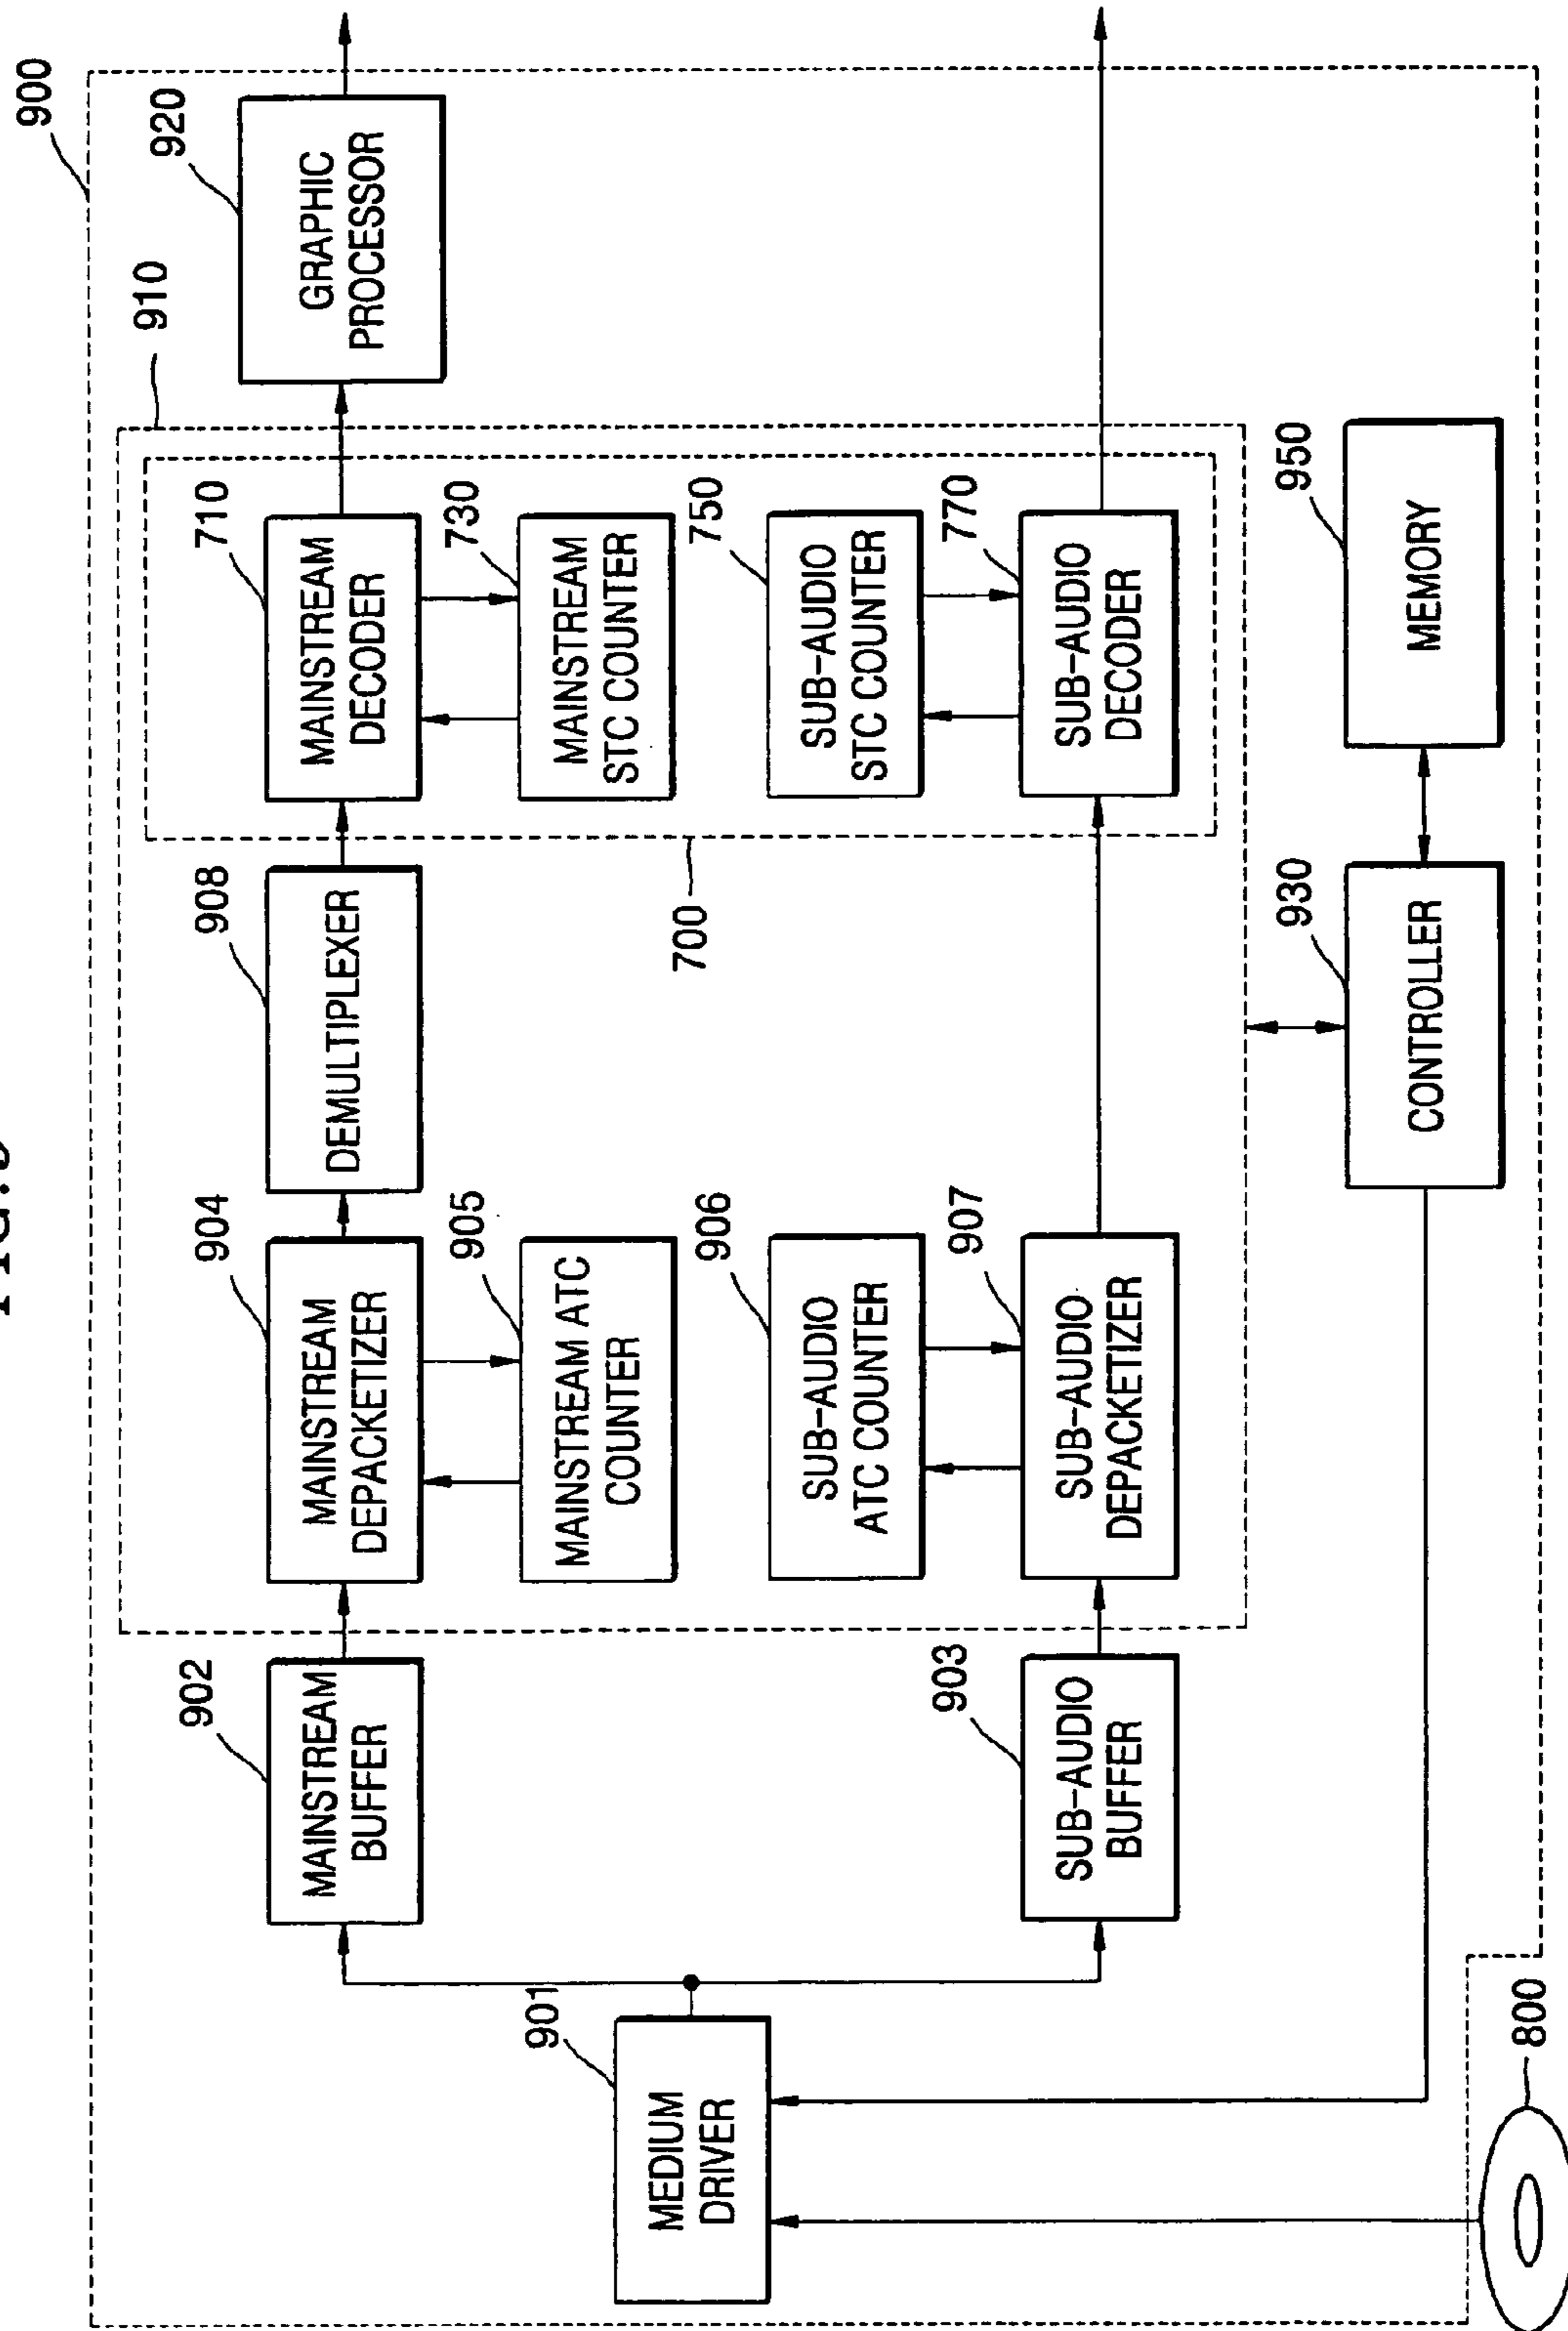 FIG.
900
910
920
902
904
908
710
MAINSTREAM
BUFFER
MAINSTREAM
DEPACKETIZER
DEMULTIPLEXER
MAINSTREAM
DECODER
GRAPHIC
PROCESSOR
905
730
MAINSTREAM ATC
COUNTER
MAINSTREAM
STC COUNTER
901
MEDIUM
DRIVER
700
906
750
SUB-AUDIO
ATC COUNTER
SUB-AUDIO
STC COUNTER
903
907
770
SUB-AUDIO
BUFFER
SUB-AUDIO
DEPACKETIZER
SUB-AUDIO
DECODER
930
950
CONTROLLER
MEMORY
800